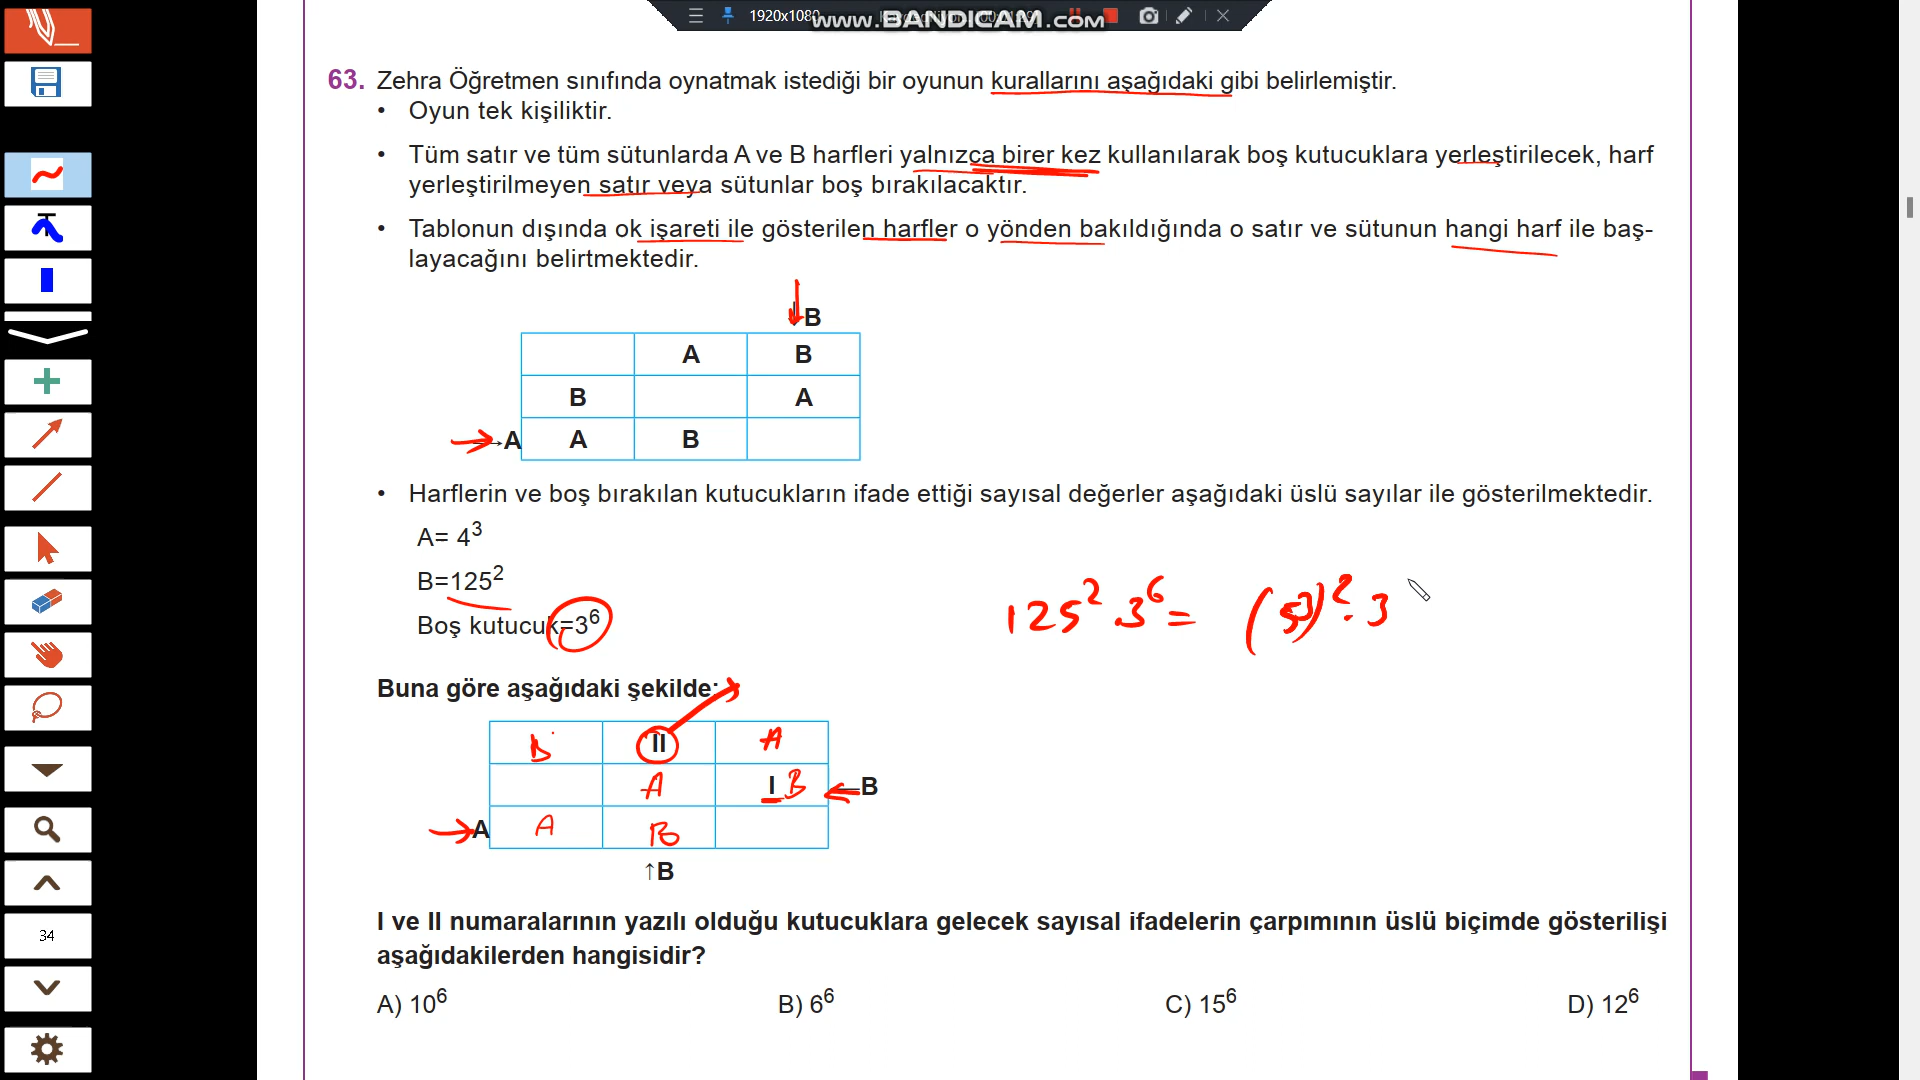 1920x1080
www.BANDICAM.com
63. Zehra Öğretmen sınıfında oynatmak istediği bir oyunun kurallarını aşağıdaki gibi belirlemiştir.
• Oyun tek kişiliktir.
• Tüm satır ve tüm sütunlarda A ve B harfleri yalnızca birer kez kullanılarak boş kutucuklara yerleştirilecek, harf
yerleştirilmeyen satır veya sütunlar boş bırakılacaktır.
• Tablonun dışında ok işareti ile gösterilen harfler o yönden bakıldığında o satır ve sütunun hangi harf ile baş-
layacağını belirtmektedir.
↓B
A B
B A
→A A B
• Harflerin ve boş bırakılan kutucukların ifade ettiği sayısal değerler aşağıdaki üslü sayılar ile gösterilmektedir.
A= 4³
B=125²
Boş kutucuk=3⁶
125² . 3⁶ = (5³)² . 3
Buna göre aşağıdaki şekilde;
B II A
A I B ←B
→A A B
↑B
I ve II numaralarının yazılı olduğu kutucuklara gelecek sayısal ifadelerin çarpımının üslü biçimde gösterilişi
aşağıdakilerden hangisidir?
A) 10⁶ B) 6⁶ C) 15⁶ D) 12⁶
34